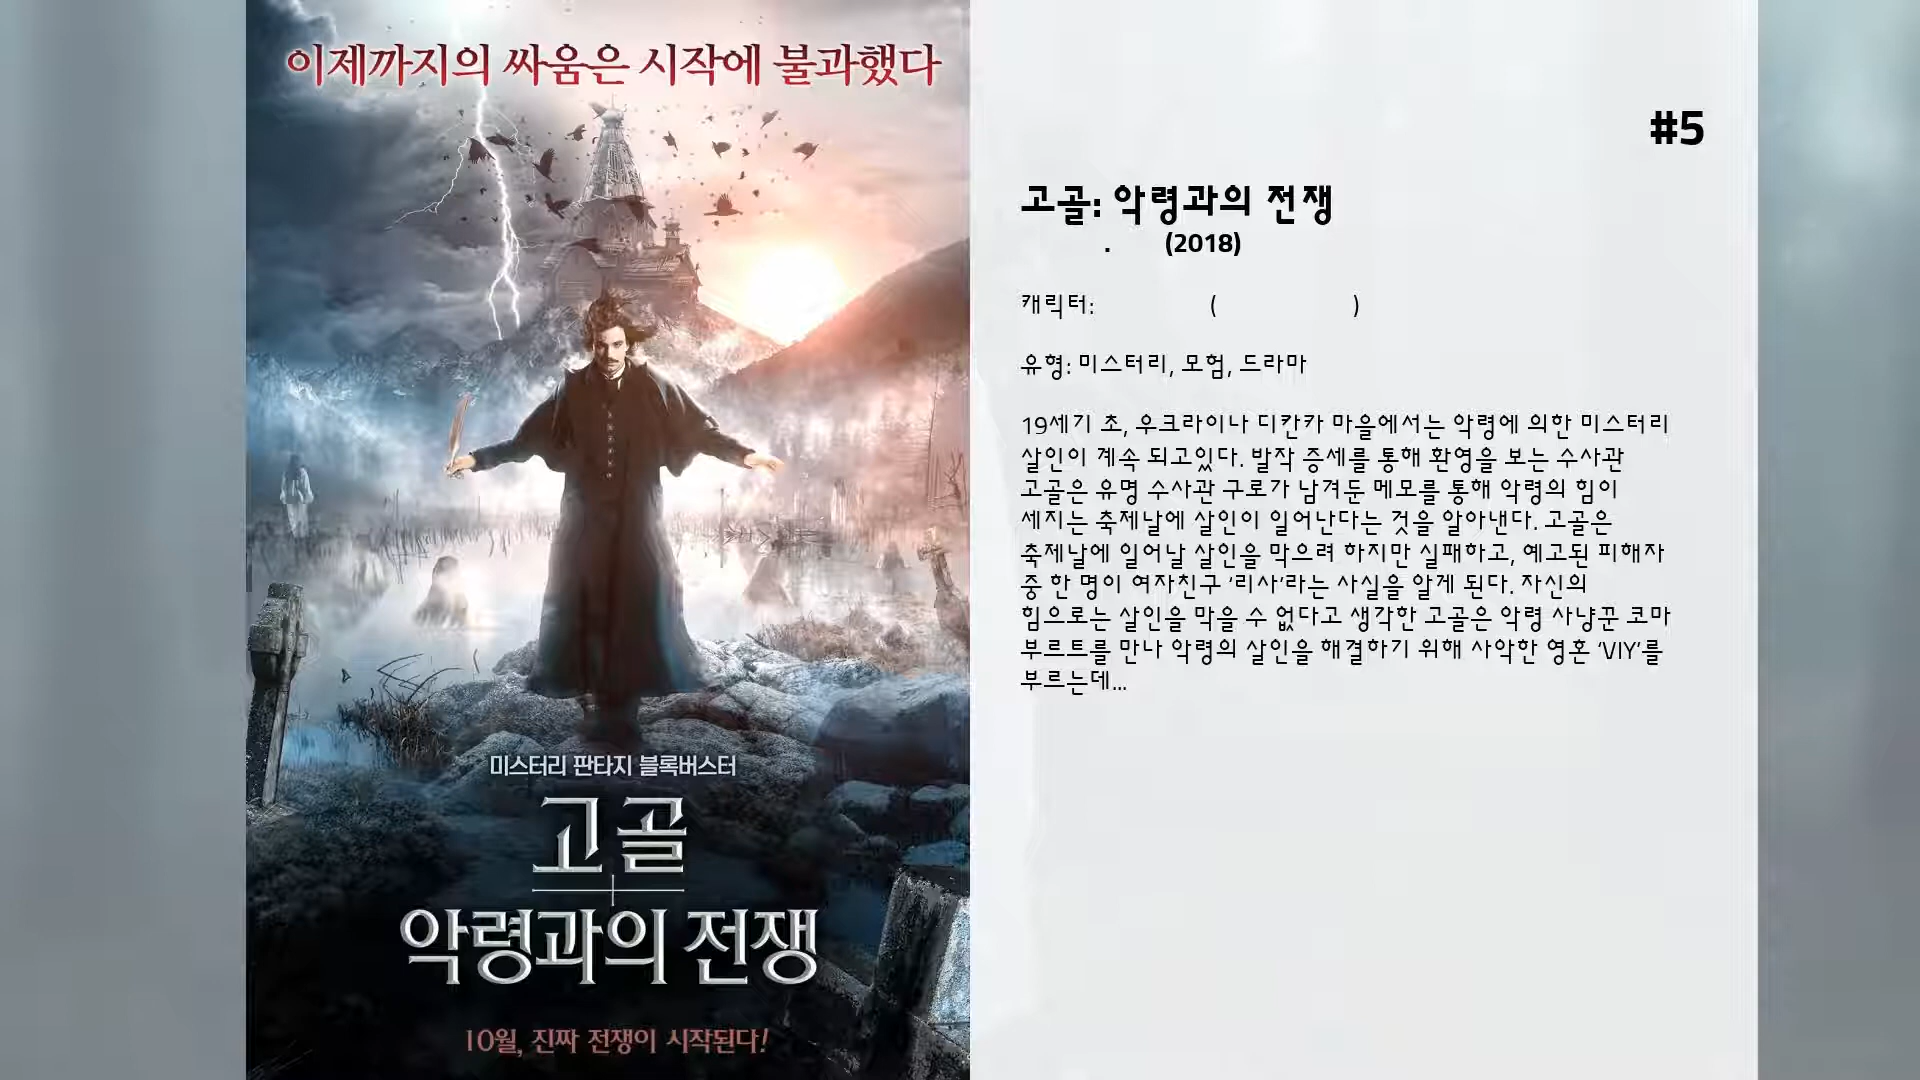 이제까지의 싸움은 시작에 불과했다
미스터리 판타지 블록버스터
고골
악령과의 전쟁
10월, 진짜 전쟁이 시작된다!
#5
고골: 악령과의 전쟁
. (2018)
캐릭터: ( )
유형: 미스터리, 모험, 드라마
19세기 초, 우크라이나 디칸카 마을에서는 악령에 의한 미스터리
살인이 계속 되고있다. 발작 증세를 통해 환영을 보는 수사관
고골은 유명 수사관 구로가 남겨둔 메모를 통해 악령의 힘이
세지는 축제날에 살인이 일어난다는 것을 알아낸다. 고골은
축제날에 일어날 살인을 막으려 하지만 실패하고, 예고된 피해자
중 한 명이 여자친구 ‘리사’라는 사실을 알게 된다. 자신의
힘으로는 살인을 막을 수 없다고 생각한 고골은 악령 사냥꾼 코마
부르트를 만나 악령의 살인을 해결하기 위해 사악한 영혼 ‘VIY’를
부르는데...